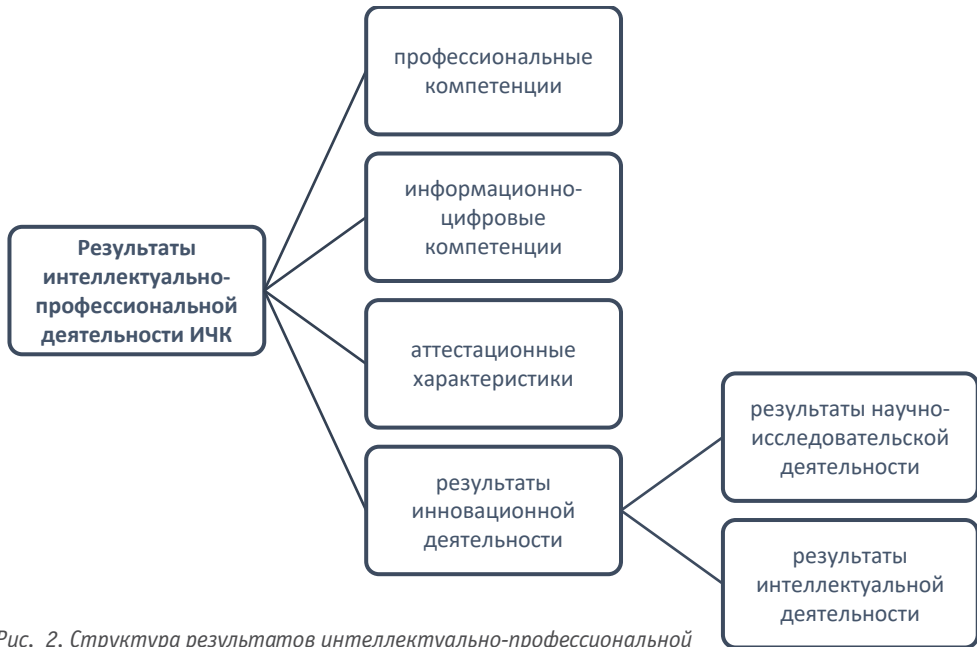 профессиональные
компетенции
информационно-
цифровые
компетенции
Результаты
интеллектуально-
профессиональной
деятельности ИЧК
аттестационные
характеристики
результаты
инновационной
деятельности
результаты научно-
исследовательской
деятельности
результаты
интеллектуальной
деятельности
Рис. 2. Структура результатов интеллектуально-профессиональной